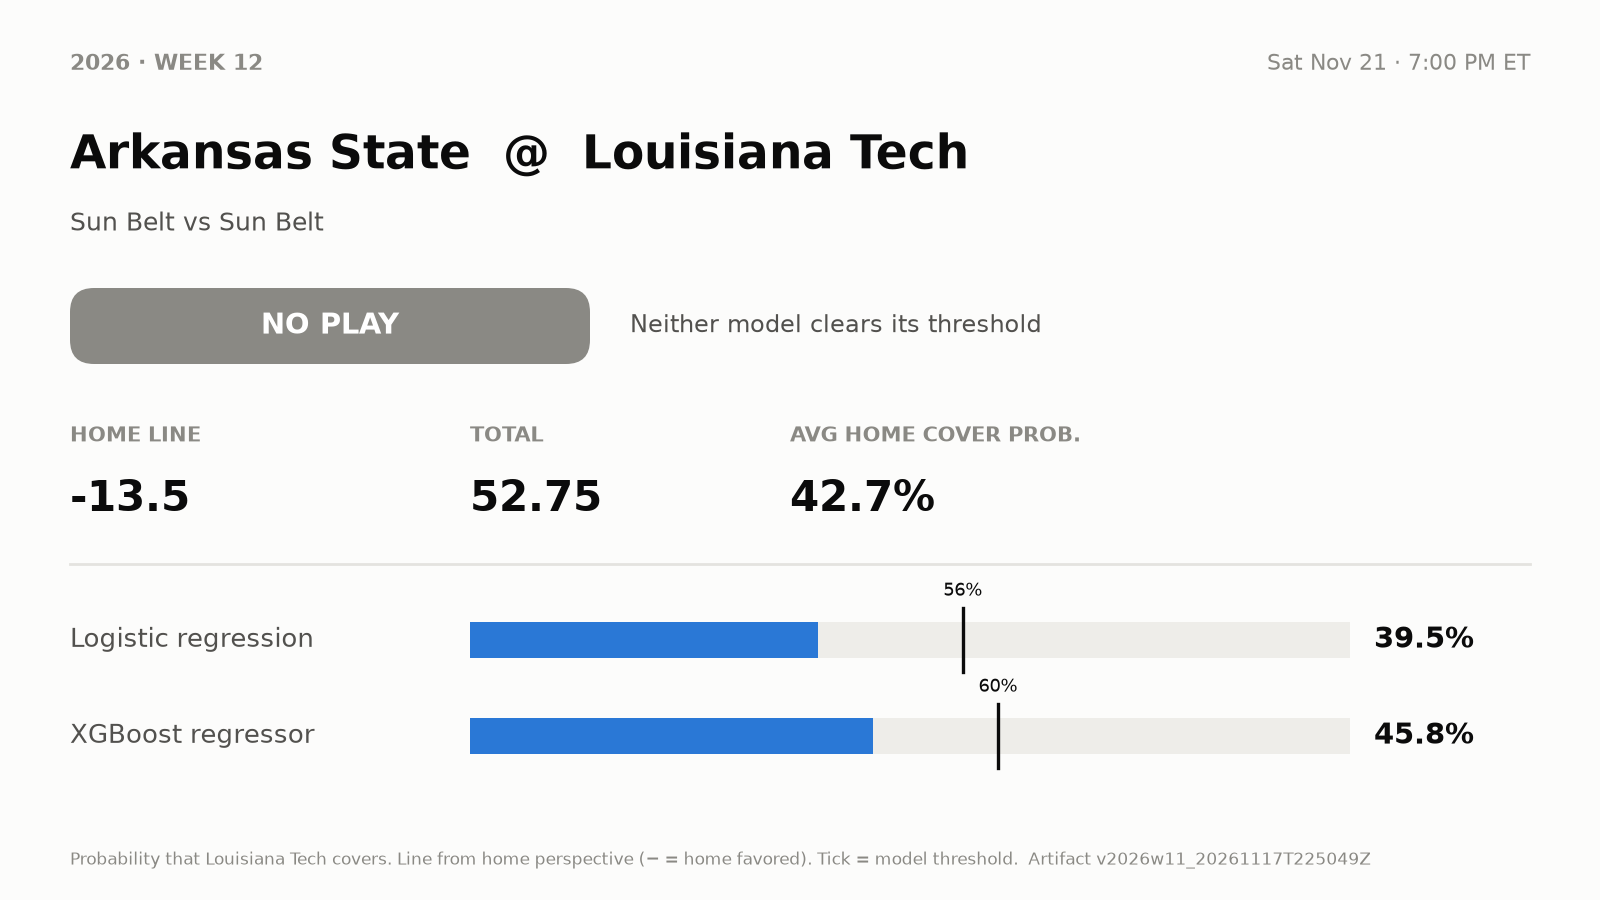 2026 · WEEK 12
Sat Nov 21 · 7:00 PM ET
Arkansas State @ Louisiana Tech
Sun Belt vs Sun Belt
NO PLAY
Neither model clears its threshold
HOME LINE
TOTAL
AVG HOME COVER PROB.
-13.5
52.75
42.7%
56%
Logistic regression
39.5%
60%
XGBoost regressor
45.8%
Probability that Louisiana Tech covers. Line from home perspective (− = home favored). Tick = model threshold. Artifact v2026w11_20261117T225049Z